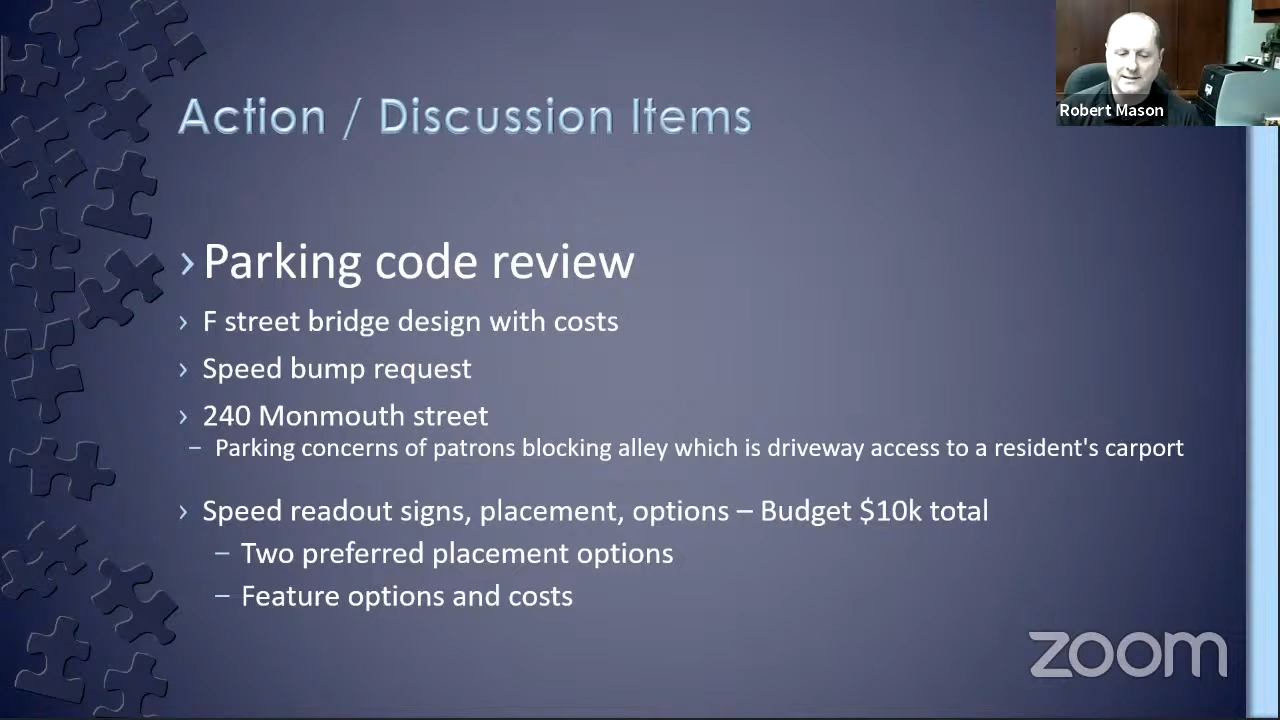 Robert Mason
Action / Discussion Items
› Parking code review
› F street bridge design with costs
› Speed bump request
› 240 Monmouth street
– Parking concerns of patrons blocking alley which is driveway access to a resident's carport
› Speed readout signs, placement, options – Budget $10k total
– Two preferred placement options
– Feature options and costs
zoom